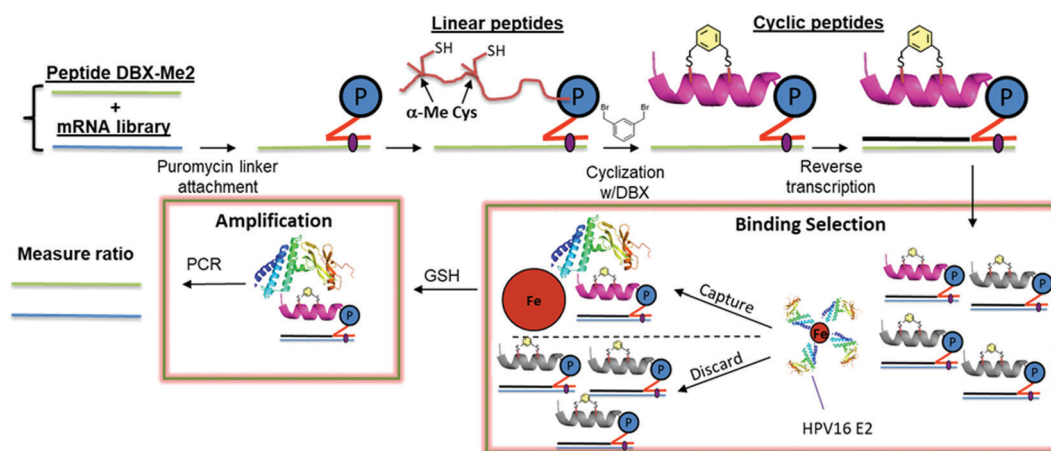 Linear peptides
Cyclic peptides
Peptide DBX-Me2
+
mRNA library
Puromycin linker
attachment
SH
SH
α-Me Cys
P
P
Br
Br
Cyclization
w/DBX
S
S
P
Reverse
transcription
S
S
P
Measure ratio
PCR
Amplification
P
GSH
Binding Selection
Fe
P
Capture
Discard
Fe
HPV16 E2
P
P
P
P
P
P
P